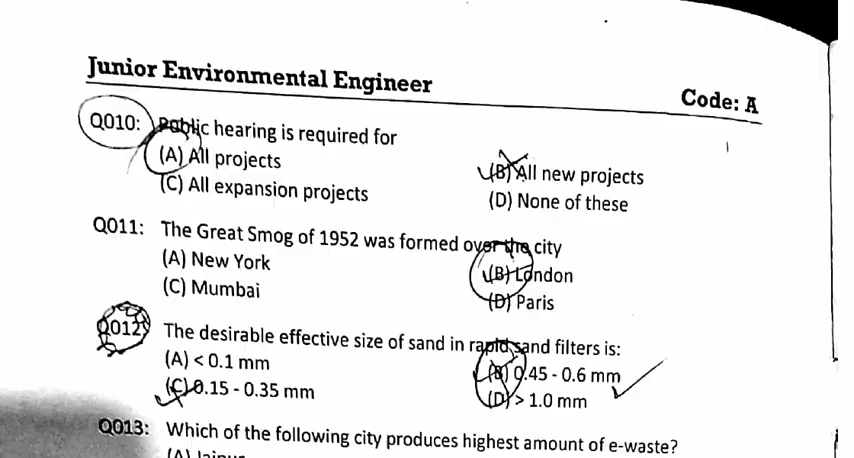 Junior Environmental Engineer
Code: A
Q010: Public hearing is required for
(A) All projects
(B) All new projects
(C) All expansion projects
(D) None of these
Q011: The Great Smog of 1952 was formed over the city
(A) New York
(B) London
(C) Mumbai
(D) Paris
Q012: The desirable effective size of sand in rapid sand filters is:
(A) < 0.1 mm
(B) 0.45 - 0.6 mm
(C) 0.15 - 0.35 mm
(D) > 1.0 mm
Q013: Which of the following city produces highest amount of e-waste?
(A) Jaipur